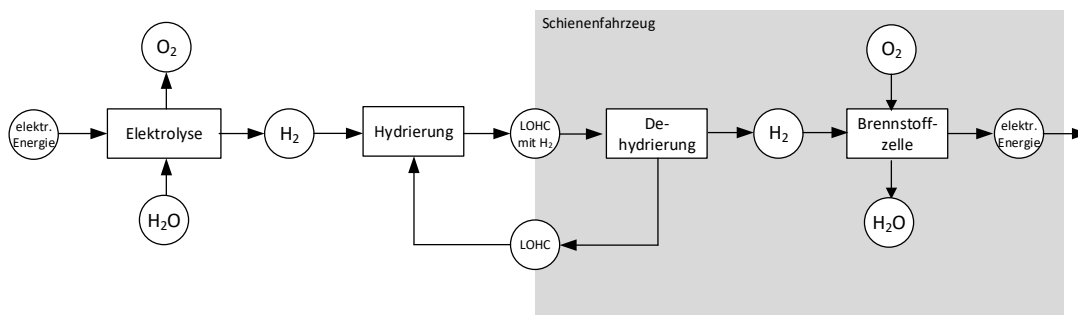 Schienenfahrzeug
O₂
O₂
elektr.
Energie
Elektrolyse
H₂
Hydrierung
LOHC
mit H₂
De-
hydrierung
H₂
Brennstoff-
zelle
elektr.
Energie
H₂O
LOHC
H₂O